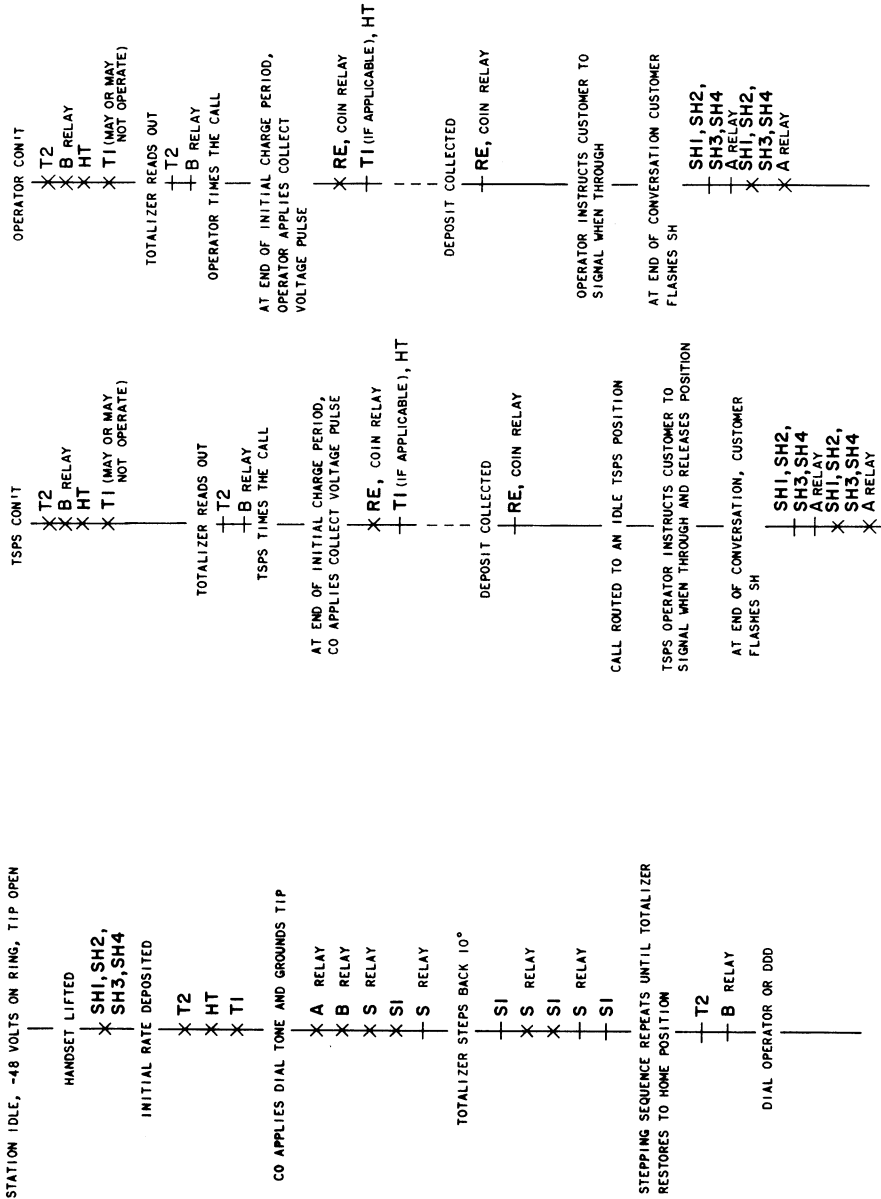 STATION IDLE, -48 VOLTS ON RING, TIP OPEN
HANDSET LIFTED
SH1, SH2,
SH3, SH4
INITIAL RATE DEPOSITED
T2
HT
T1
CO APPLIES DIAL TONE AND GROUNDS TIP
A RELAY
B RELAY
S RELAY
S1
S RELAY
TOTALIZER STEPS BACK 10°
S1
S RELAY
S1
S RELAY
S1
STEPPING SEQUENCE REPEATS UNTIL TOTALIZER
RESTORES TO HOME POSITION
T2
B RELAY
DIAL OPERATOR OR DDD
TSPS CON'T
T2
B RELAY
HT
T1 (MAY OR MAY
NOT OPERATE)
TOTALIZER READS OUT
T2
B RELAY
TSPS TIMES THE CALL
AT END OF INITIAL CHARGE PERIOD,
CO APPLIES COLLECT VOLTAGE PULSE
RE, COIN RELAY
T1 (IF APPLICABLE), HT
DEPOSIT COLLECTED
RE, COIN RELAY
CALL ROUTED TO AN IDLE TSPS POSITION
TSPS OPERATOR INSTRUCTS CUSTOMER TO
SIGNAL WHEN THROUGH AND RELEASES POSITION
AT END OF CONVERSATION, CUSTOMER
FLASHES SH
SH1, SH2,
SH3, SH4
A RELAY
SH1, SH2,
SH3, SH4
A RELAY
OPERATOR CON'T
T2
B RELAY
HT
T1 (MAY OR MAY
NOT OPERATE)
TOTALIZER READS OUT
T2
B RELAY
OPERATOR TIMES THE CALL
AT END OF INITIAL CHARGE PERIOD,
OPERATOR APPLIES COLLECT
VOLTAGE PULSE
RE, COIN RELAY
T1 (IF APPLICABLE), HT
DEPOSIT COLLECTED
RE, COIN RELAY
OPERATOR INSTRUCTS CUSTOMER TO
SIGNAL WHEN THROUGH
AT END OF CONVERSATION CUSTOMER
FLASHES SH
SH1, SH2,
SH3, SH4
A RELAY
SH1, SH2,
SH3, SH4
A RELAY